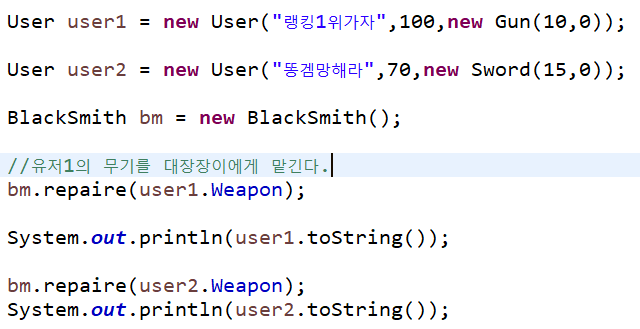 User user1 = new User("랭킹1위가자",100,new Gun(10,0));
User user2 = new User("똥겜망해라",70,new Sword(15,0));
BlackSmith bm = new BlackSmith();
//유저1의 무기를 대장장이에게 맡긴다.
bm.repaire(user1.Weapon);
System.out.println(user1.toString());
bm.repaire(user2.Weapon);
System.out.println(user2.toString());